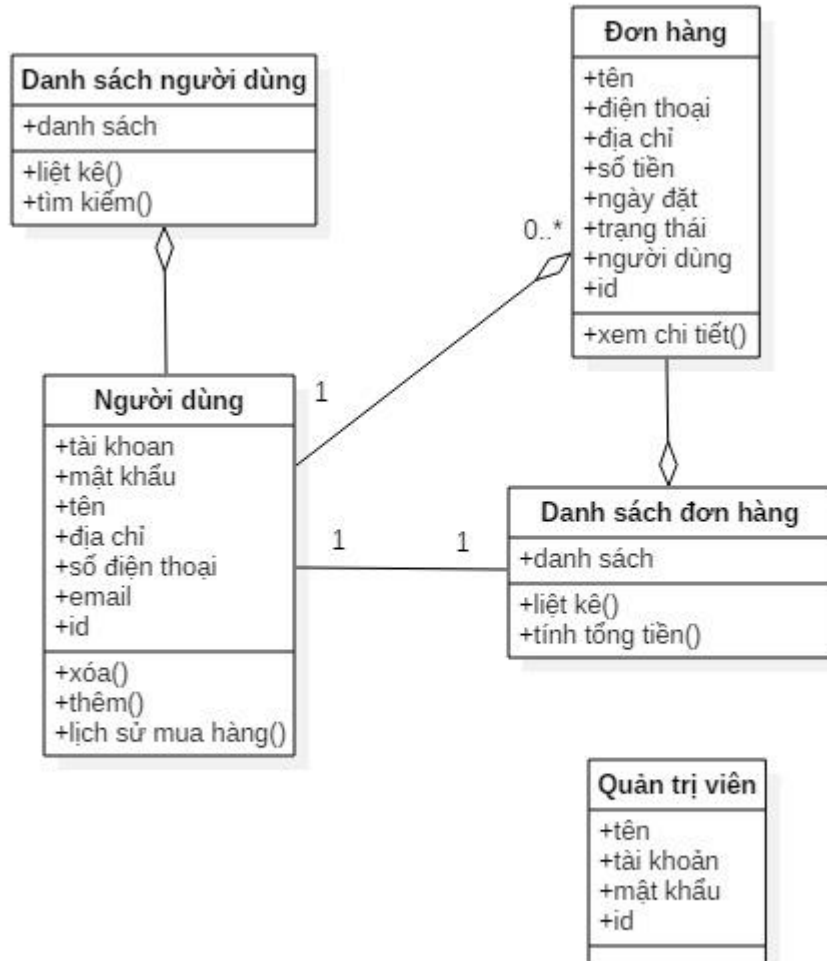 Danh sách người dùng
+danh sách
+liệt kê()
+tìm kiếm()
Đơn hàng
+tên
+điện thoại
+địa chỉ
+số tiền
+ngày đặt
+trạng thái
+người dùng
+id
+xem chi tiết()
0..*
1
Người dùng
+tài khoan
+mật khẩu
+tên
+địa chỉ
+số điện thoại
+email
+id
+xóa()
+thêm()
+lịch sử mua hàng()
1
1
Danh sách đơn hàng
+danh sách
+liệt kê()
+tính tổng tiền()
Quản trị viên
+tên
+tài khoản
+mật khẩu
+id